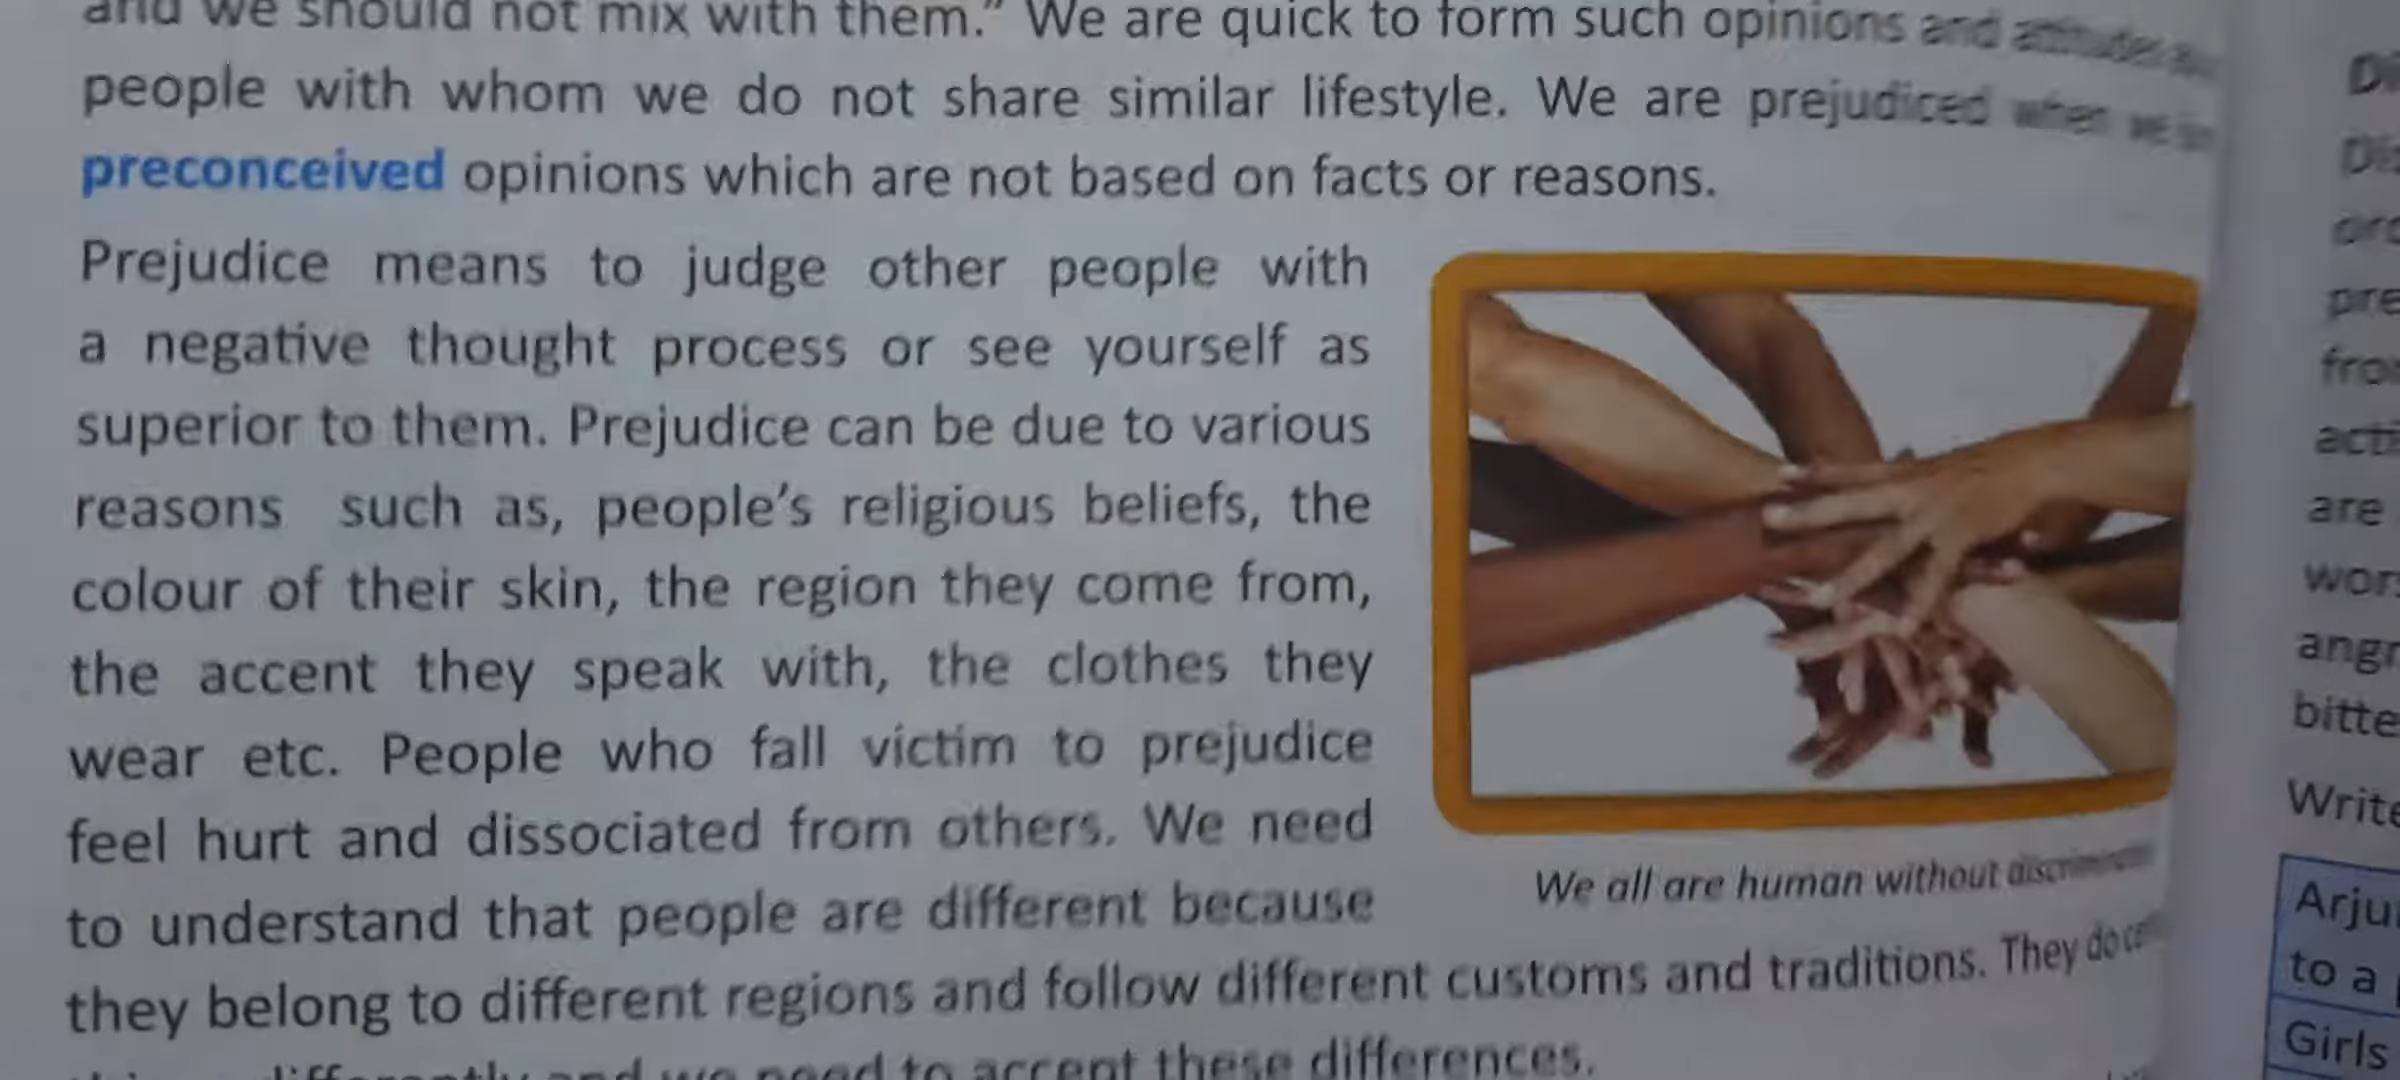 and we should not mix with them." We are quick to form such opinions and attitudes
people with whom we do not share similar lifestyle. We are prejudiced when we
preconceived opinions which are not based on facts or reasons.
Prejudice means to judge other people with
a negative thought process or see yourself as
superior to them. Prejudice can be due to various
reasons such as, people's religious beliefs, the
colour of their skin, the region they come from,
the accent they speak with, the clothes they
wear etc. People who fall victim to prejudice
feel hurt and dissociated from others. We need
to understand that people are different because
they belong to different regions and follow different customs and traditions. They do
differently and we need to accept these differences.
We all are human without
are
Write
to a
Girls